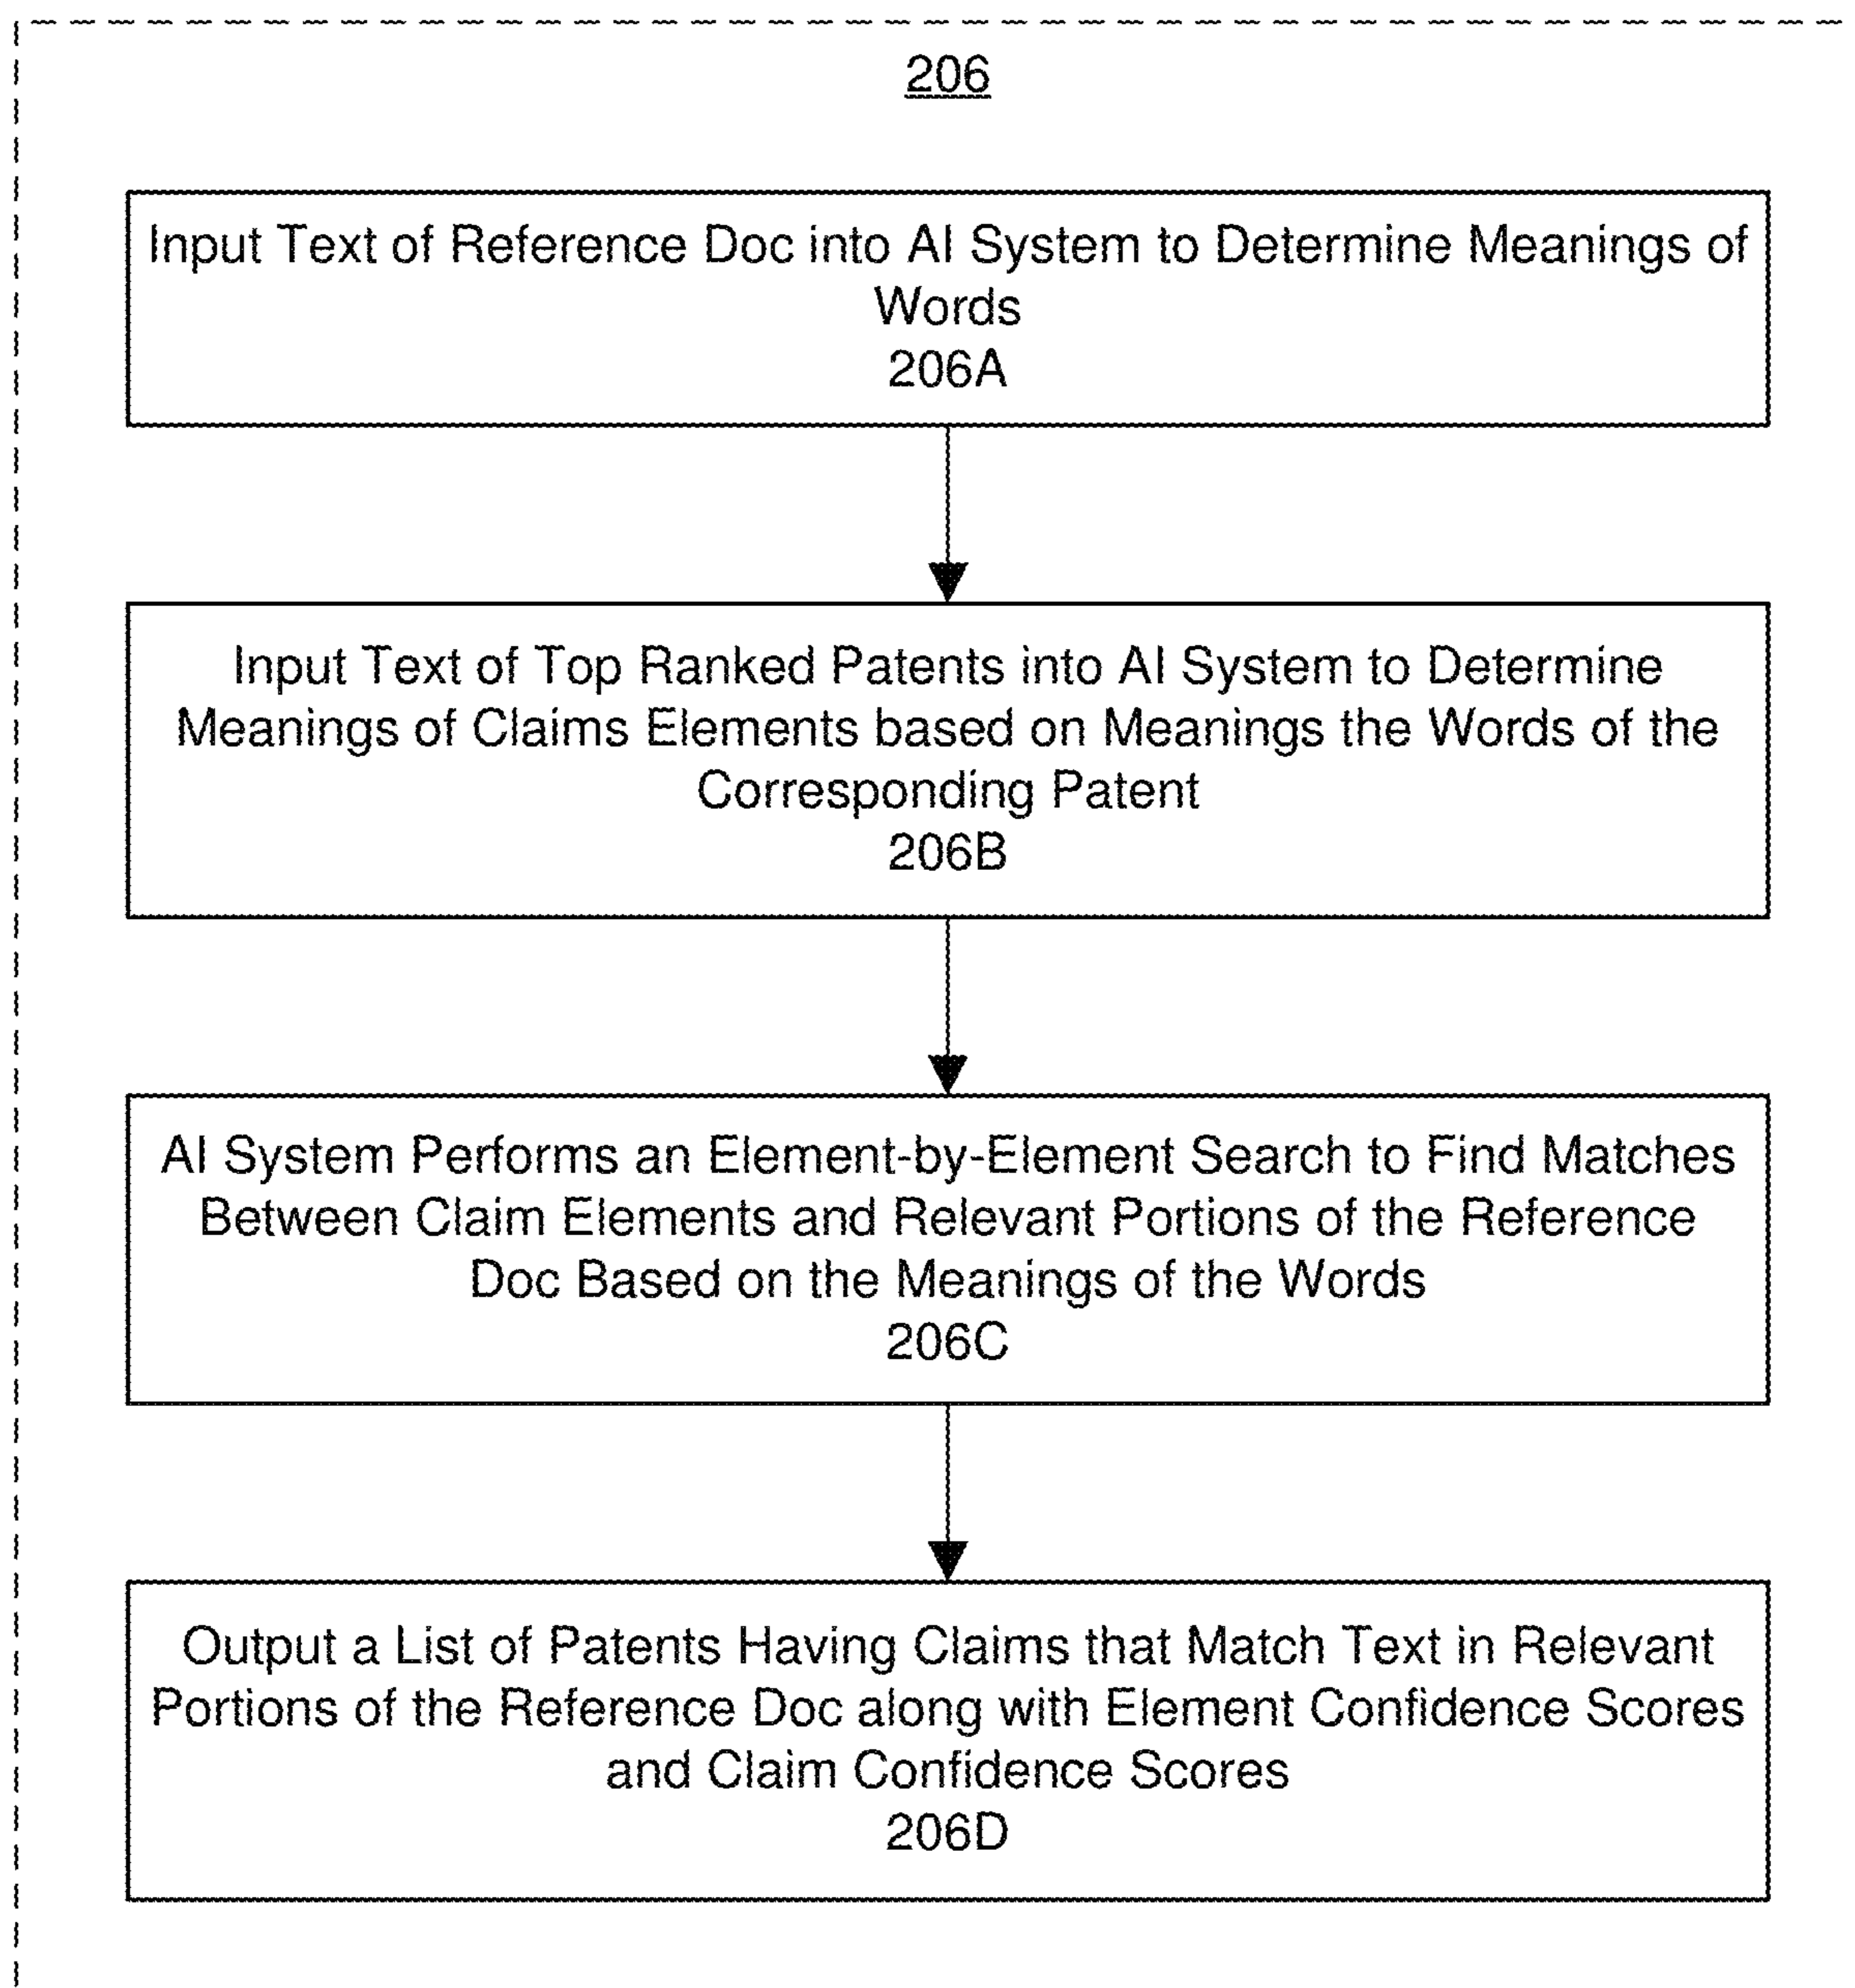 206
Input Text of Reference Doc into AI System to Determine Meanings of
Words
206A
Input Text of Top Ranked Patents into AI System to Determine
Meanings of Claims Elements based on Meanings the Words of the
Corresponding Patent
206B
AI System Performs an Element-by-Element Search to Find Matches
Between Claim Elements and Relevant Portions of the Reference
Doc Based on the Meanings of the Words
206C
Output a List of Patents Having Claims that Match Text in Relevant
Portions of the Reference Doc along with Element Confidence Scores
and Claim Confidence Scores
206D